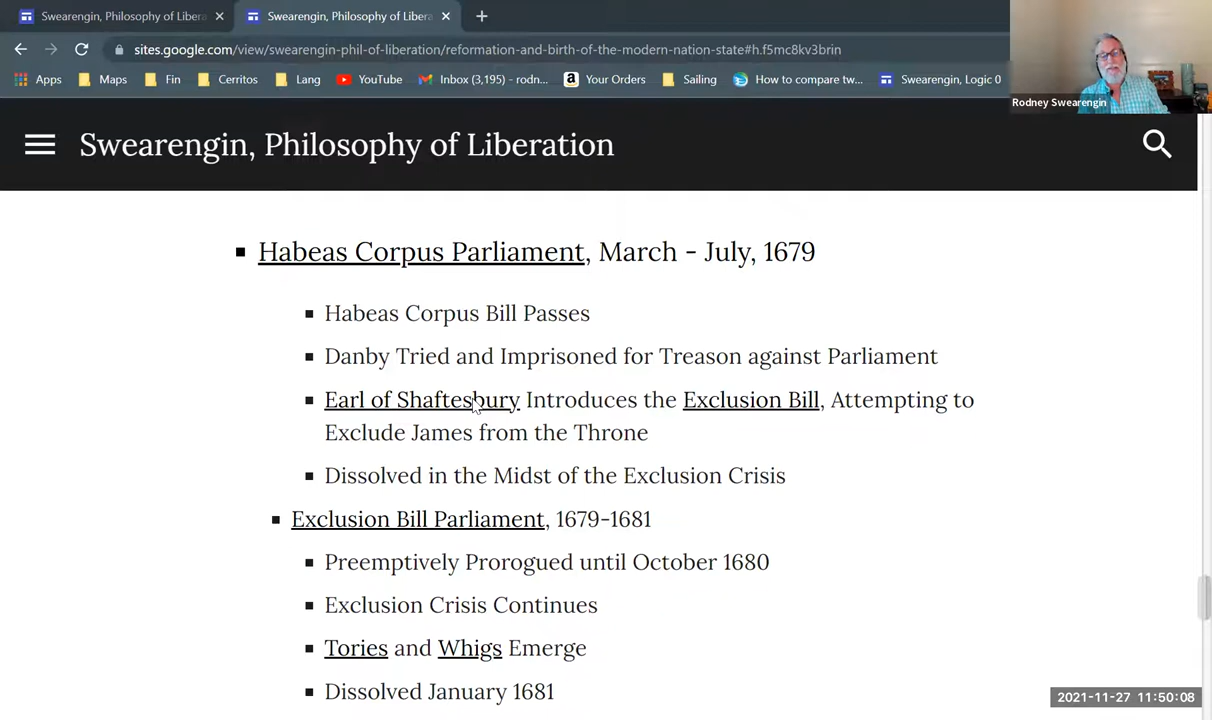 Swearengin, Philosophy of Libera
Swearengin, Philosophy of Libera
sites.google.com/view/swearengin-phil-of-liberation/reformation-and-birth-of-the-modern-nation-state#h.f5mc8kv3brin
Apps Maps Fin Cerritos Lang YouTube Inbox (3,195) - rodn... Your Orders Sailing How to compare tw... Swearengin, Logic 0
Rodney Swearengin
Swearengin, Philosophy of Liberation
Habeas Corpus Parliament, March - July, 1679
Habeas Corpus Bill Passes
Danby Tried and Imprisoned for Treason against Parliament
Earl of Shaftesbury Introduces the Exclusion Bill, Attempting to
Exclude James from the Throne
Dissolved in the Midst of the Exclusion Crisis
Exclusion Bill Parliament, 1679-1681
Preemptively Prorogued until October 1680
Exclusion Crisis Continues
Tories and Whigs Emerge
Dissolved January 1681
2021-11-27 11:50:08